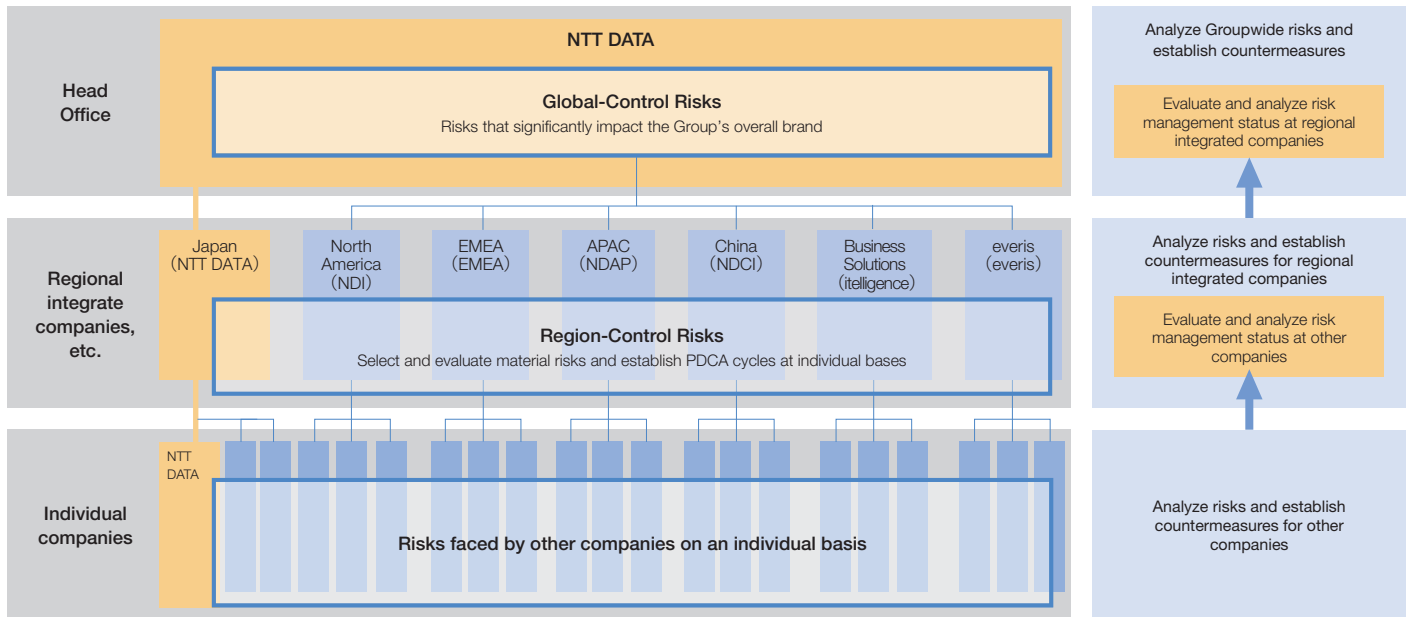 Head
Office
NTT DATA
Global-Control Risks
Risks that significantly impact the Group's overall brand
Analyze Groupwide risks and
establish countermeasures
Evaluate and analyze risk
management status at regional
integrated companies
Regional
integrate
companies,
etc.
Japan
(NTT DATA)
North
America
(NDI)
EMEA
(EMEA)
APAC
(NDAP)
China
(NDCI)
Business
Solutions
(itelligence)
everis
(everis)
Region-Control Risks
Select and evaluate material risks and establish PDCA cycles at individual bases
Analyze risks and establish
countermeasures for regional
integrated companies
Evaluate and analyze risk
management status at other
companies
Individual
companies
NTT
DATA
Risks faced by other companies on an individual basis
Analyze risks and establish
countermeasures for other
companies